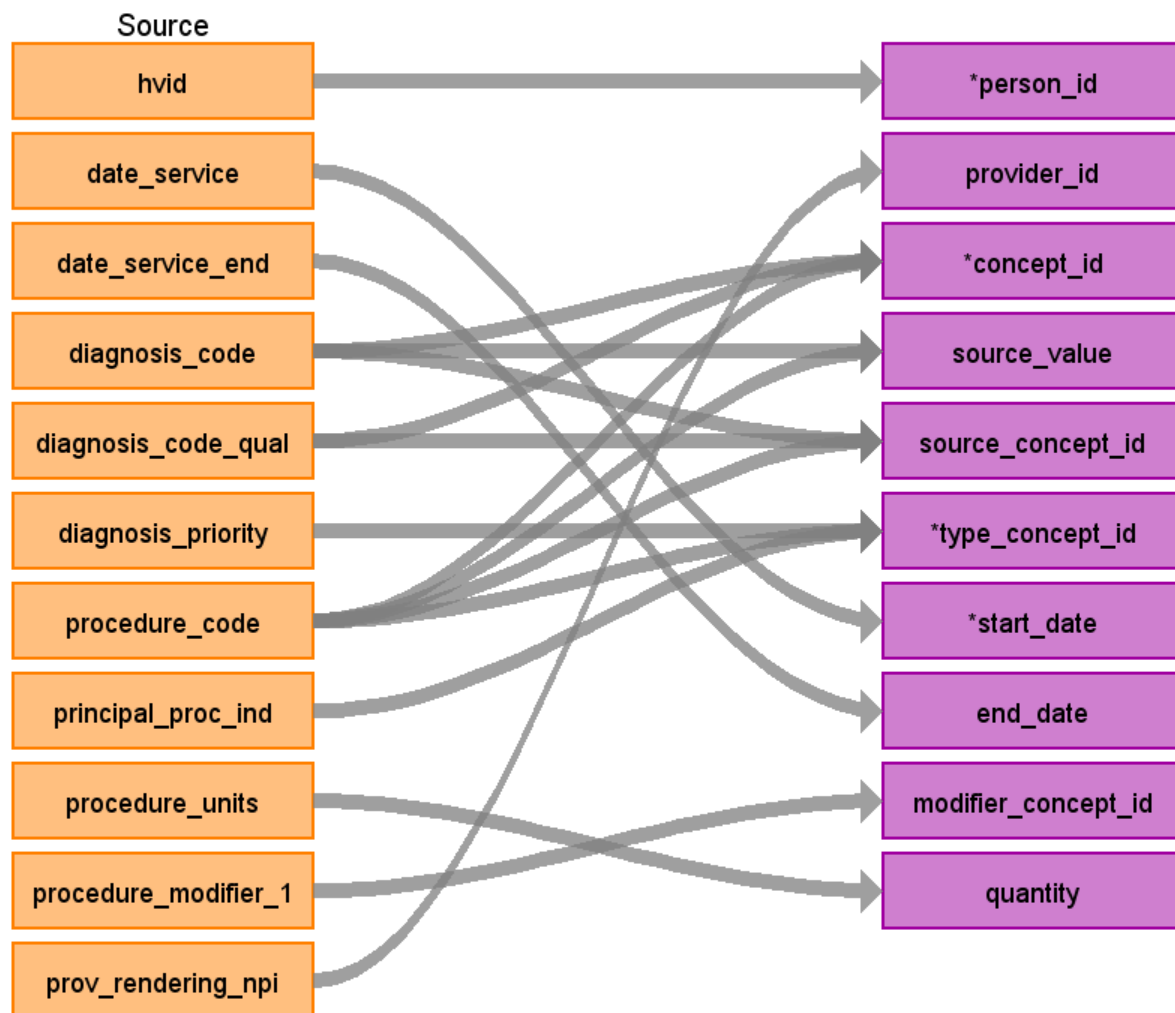 Source
hvid
*person_id
date_service
provider_id
date_service_end
*concept_id
diagnosis_code
source_value
diagnosis_code_qual
source_concept_id
diagnosis_priority
*type_concept_id
procedure_code
*start_date
principal_proc_ind
end_date
procedure_units
modifier_concept_id
procedure_modifier_1
quantity
prov_rendering_npi